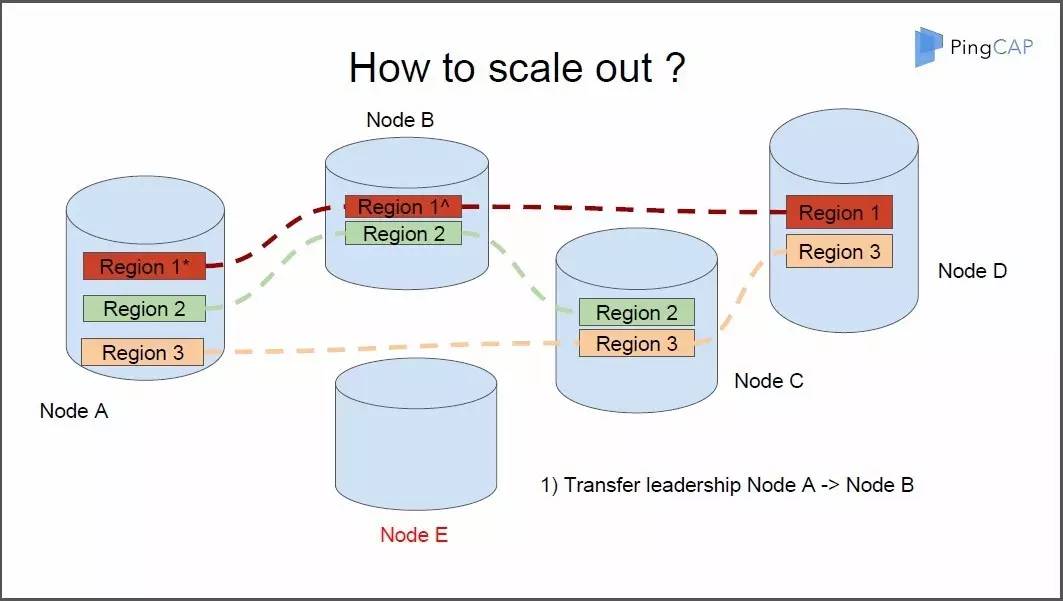 PingCAP
How to scale out ?
Node B
Region 1^
Region 2
Region 1*
Region 2
Region 3
Node A
Region 1
Region 3
Node D
Region 2
Region 3
Node C
1) Transfer leadership Node A -> Node B
Node E